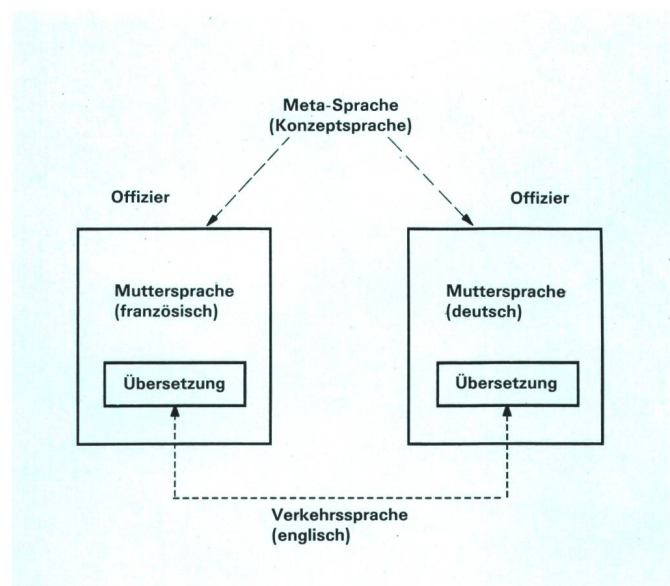 Meta-Sprache
(Konzeptsprache)
Offizier
Offizier
Muttersprache
(französisch)
Muttersprache
(deutsch)
Übersetzung
Übersetzung
Verkehrssprache
(englisch)